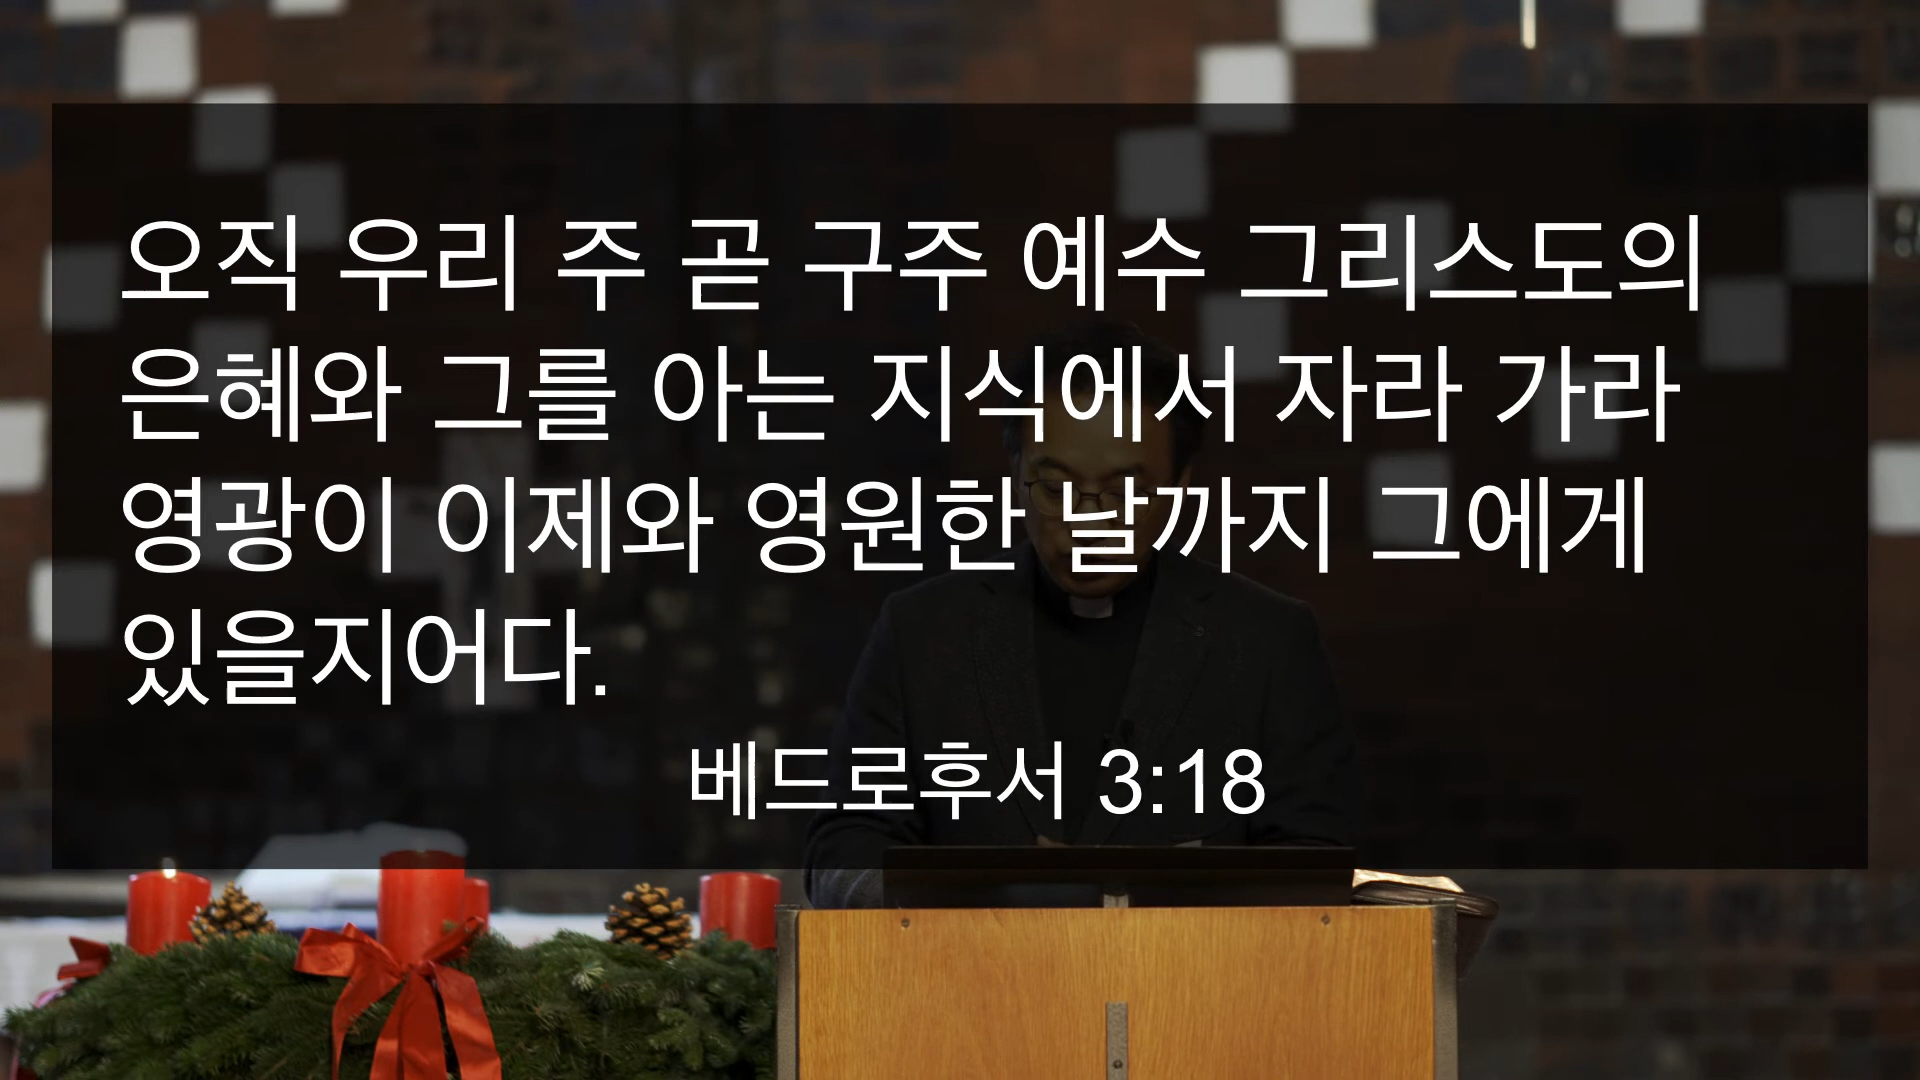 오직 우리 주 곧 구주 예수 그리스도의
은혜와 그를 아는 지식에서 자라 가라
영광이 이제와 영원한 날까지 그에게
있을지어다.
베드로후서 3:18